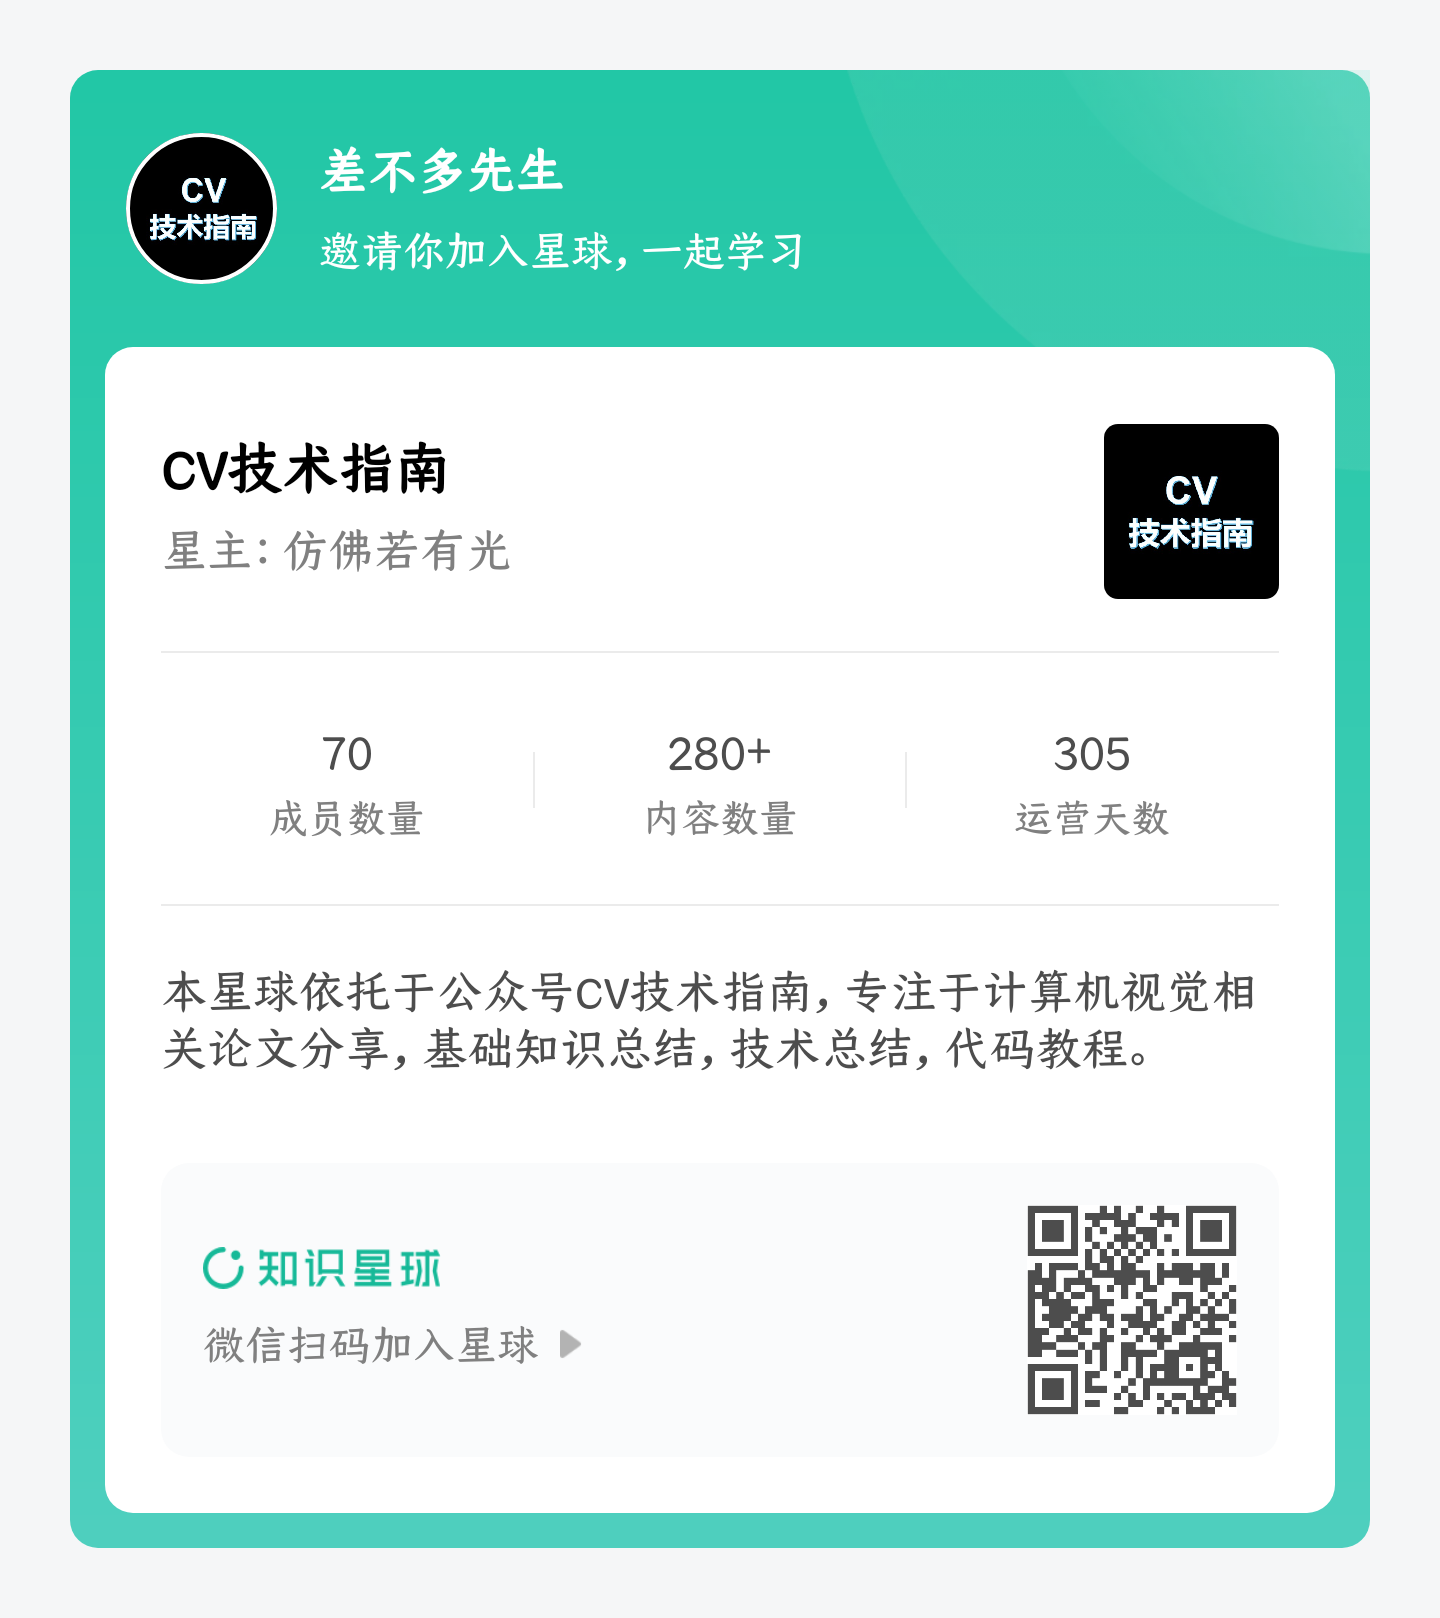 CV
技术指南
差不多先生
邀请你加入星球，一起学习
CV技术指南
星主：仿佛若有光
CV
技术指南
70
成员数量
280+
内容数量
305
运营天数
本星球依托于公众号CV技术指南，专注于计算机视觉相
关论文分享，基础知识总结，技术总结，代码教程。
知识星球
微信扫码加入星球